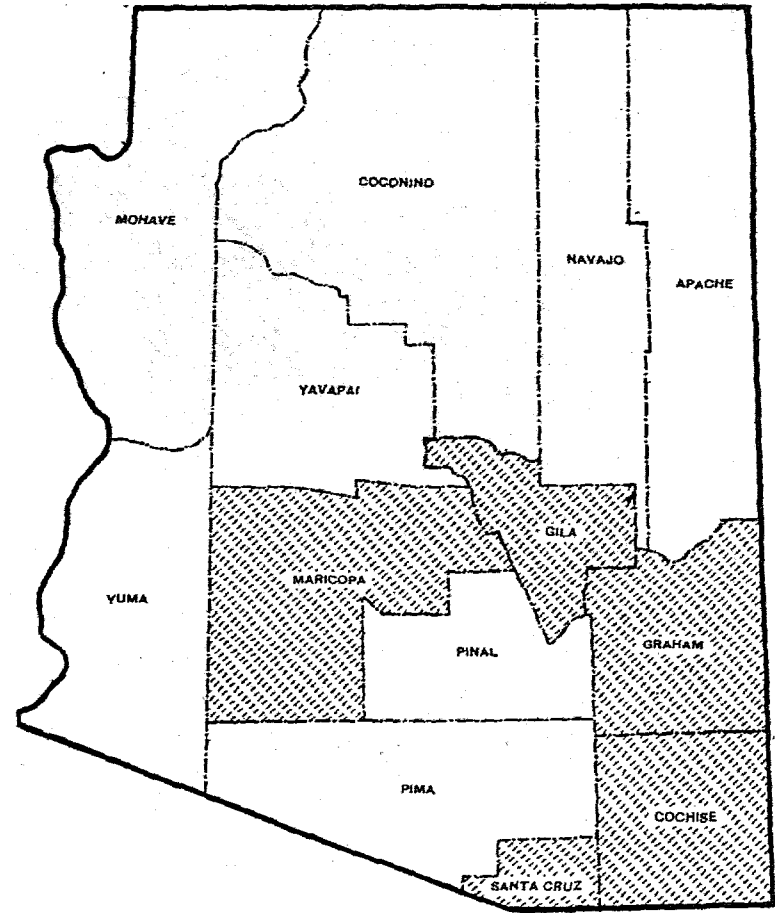 COCONINO
MOHAVE
NAVAJO
APACHE
YAVAPAI
GILA
MARICOPA
YUMA
PINAL
GRAHAM
PIMA
COCHISE
SANTA CRUZ